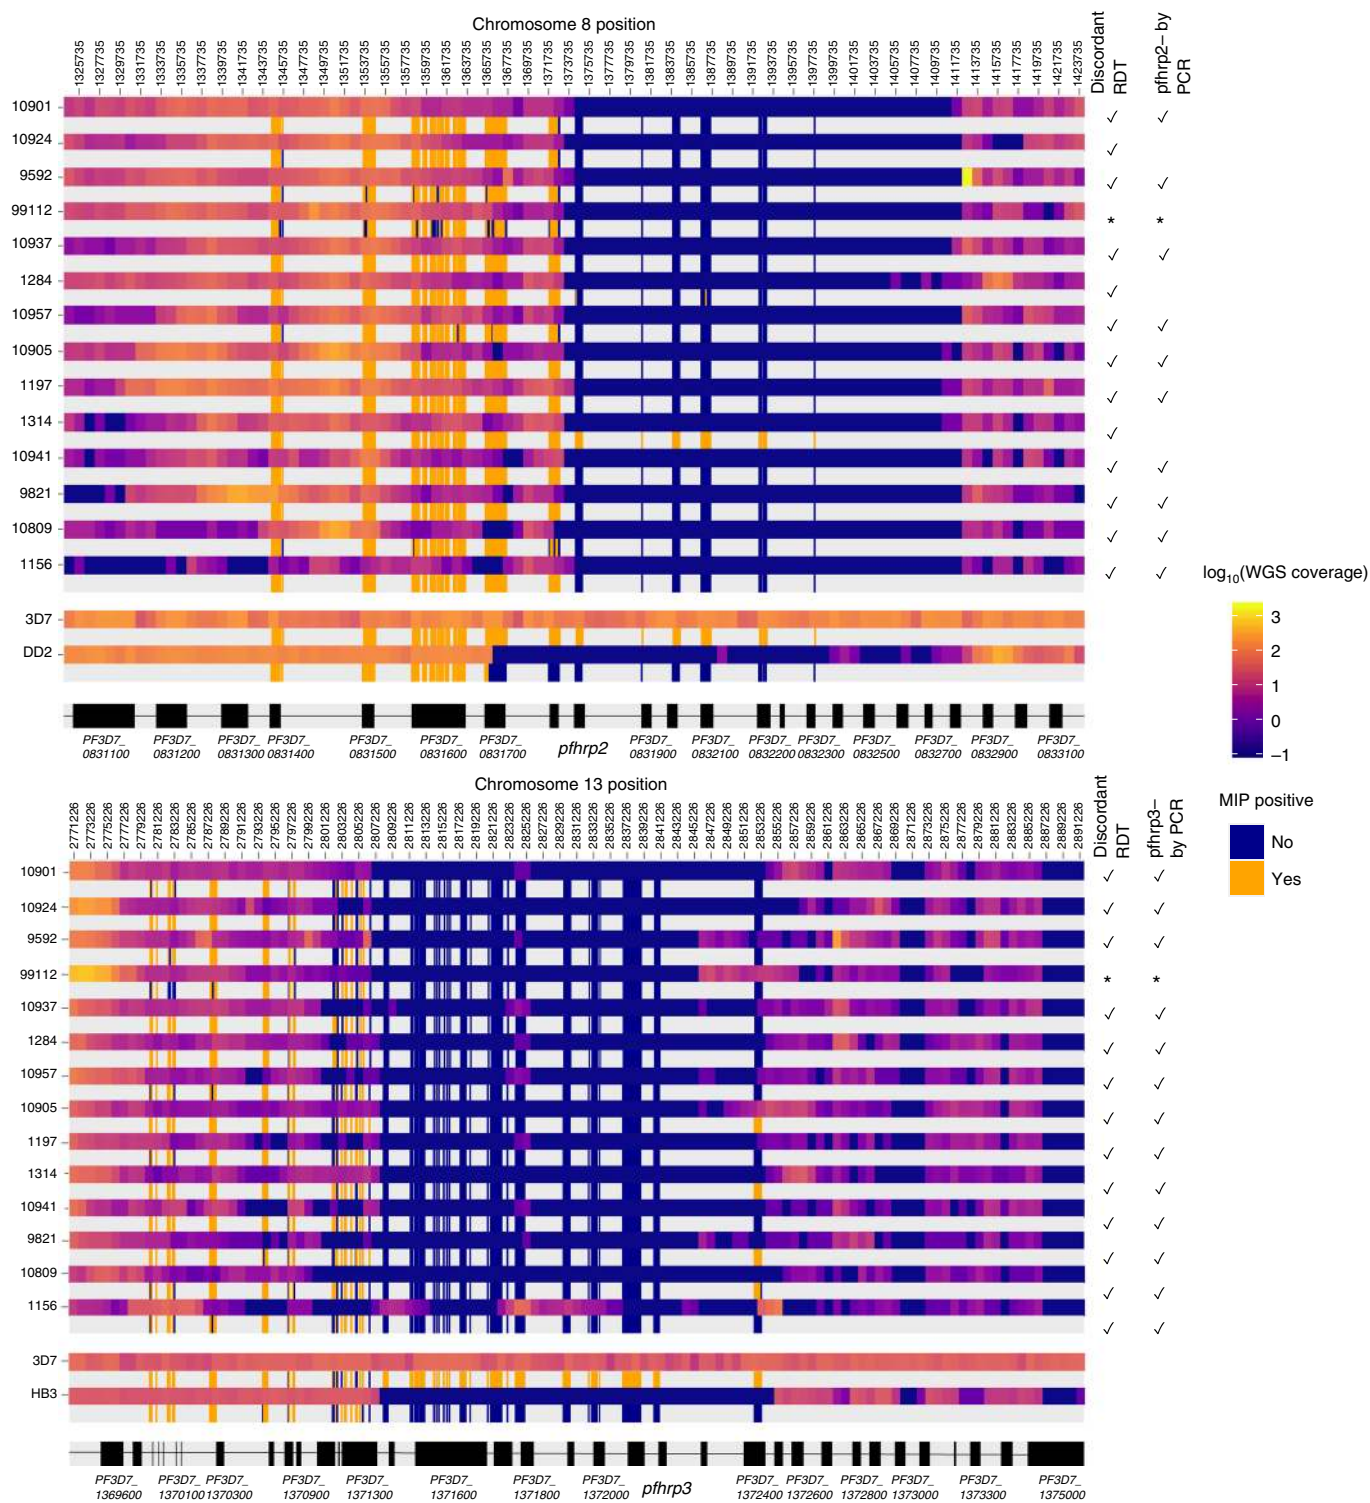 Chromosome 8 position
1325735 1327735 1329735 1331735 1333735 1335735 1337735 1339735 1341735 1343735 1345735 1347735 1349735 1351735 1353735 1355735 1357735 1359735 1361735 1363735 1365735 1367735 1369735 1371735 1373735 1375735 1377735 1379735 1381735 1383735 1385735 1387735 1389735 1391735 1393735 1395735 1397735 1399735 1401735 1403735 1405735 1407735 1409735 1411735 1413735 1415735 1417735 1419735 1421735 1423735
Discordant
RDT
pfhrp2– by
PCR
10901 ✓ ✓
10924 ✓
9592 ✓ ✓
99112 * *
10937 ✓ ✓
1284 ✓
10957 ✓ ✓
10905 ✓ ✓
1197 ✓ ✓
1314 ✓
10941 ✓ ✓
9821 ✓ ✓
10809 ✓ ✓
1156 ✓ ✓
3D7
DD2
PF3D7_ PF3D7_ PF3D7_ PF3D7_ PF3D7_ PF3D7_ PF3D7_ pfhrp2 PF3D7_ PF3D7_ PF3D7_ PF3D7_ PF3D7_ PF3D7_ PF3D7_ PF3D7_
0831100 0831200 0831300 0831400 0831500 0831600 0831700 0831900 0832100 0832200 0832300 0832500 0832700 0832900 0833100
log10(WGS coverage)
3
2
1
0
–1
MIP positive
No
Yes
Chromosome 13 position
2771226 2773226 2775226 2777226 2779226 2781226 2783226 2785226 2787226 2789226 2791226 2793226 2795226 2797226 2799226 2801226 2803226 2805226 2807226 2809226 2811226 2813226 2815226 2817226 2819226 2821226 2823226 2825226 2827226 2829226 2831226 2833226 2835226 2837226 2839226 2841226 2843226 2845226 2847226 2849226 2851226 2853226 2855226 2857226 2861226 2863226 2865226 2867226 2869226 2871226 2873226 2875226 2877226 2879226 2881226 2883226 2885226 2887226 2889226 2891226
Discordant
RDT
pfhrp3–
by PCR
10901 ✓ ✓
10924 ✓ ✓
9592 ✓ ✓
99112 * *
10937 ✓ ✓
1284 ✓ ✓
10957 ✓ ✓
10905 ✓ ✓
1197 ✓ ✓
1314 ✓ ✓
10941 ✓ ✓
9821 ✓ ✓
10809 ✓ ✓
1156 ✓ ✓
3D7
HB3
PF3D7_ PF3D7_ PF3D7_ PF3D7_ PF3D7_ PF3D7_ PF3D7_ PF3D7_ pfhrp3 PF3D7_ PF3D7_ PF3D7_ PF3D7_ PF3D7_ PF3D7_
1369600 1370100 1370300 1370900 1371300 1371600 1371800 1372000 1372400 1372600 1372800 1373000 1373300 1375000